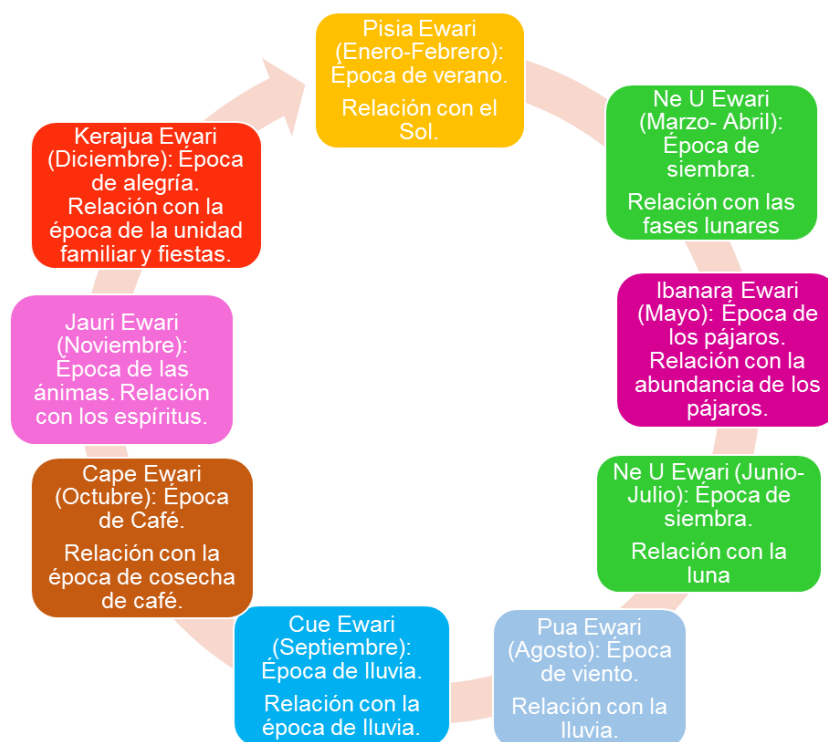 Pisia Ewari
(Enero-Febrero):
Época de verano.
Relación con el
Sol.
Ne U Ewari
(Marzo- Abril):
Época de
siembra.
Relación con las
fases lunares
Ibanara Ewari
(Mayo): Época de
los pájaros.
Relación con la
abundancia de los
pájaros.
Ne U Ewari (Junio-
Julio): Época de
siembra.
Relación con la
luna
Pua Ewari
(Agosto): Época
de viento.
Relación con la
lluvia.
Cue Ewari
(Septiembre):
Época de lluvia.
Relación con la
época de lluvia.
Cape Ewari
(Octubre): Época
de Café.
Relación con la
época de cosecha
de café.
Jauri Ewari
(Noviembre):
Época de las
ánimas. Relación
con los espíritus.
Kerajua Ewari
(Diciembre): Época
de alegría.
Relación con la
época de la unidad
familiar y fiestas.